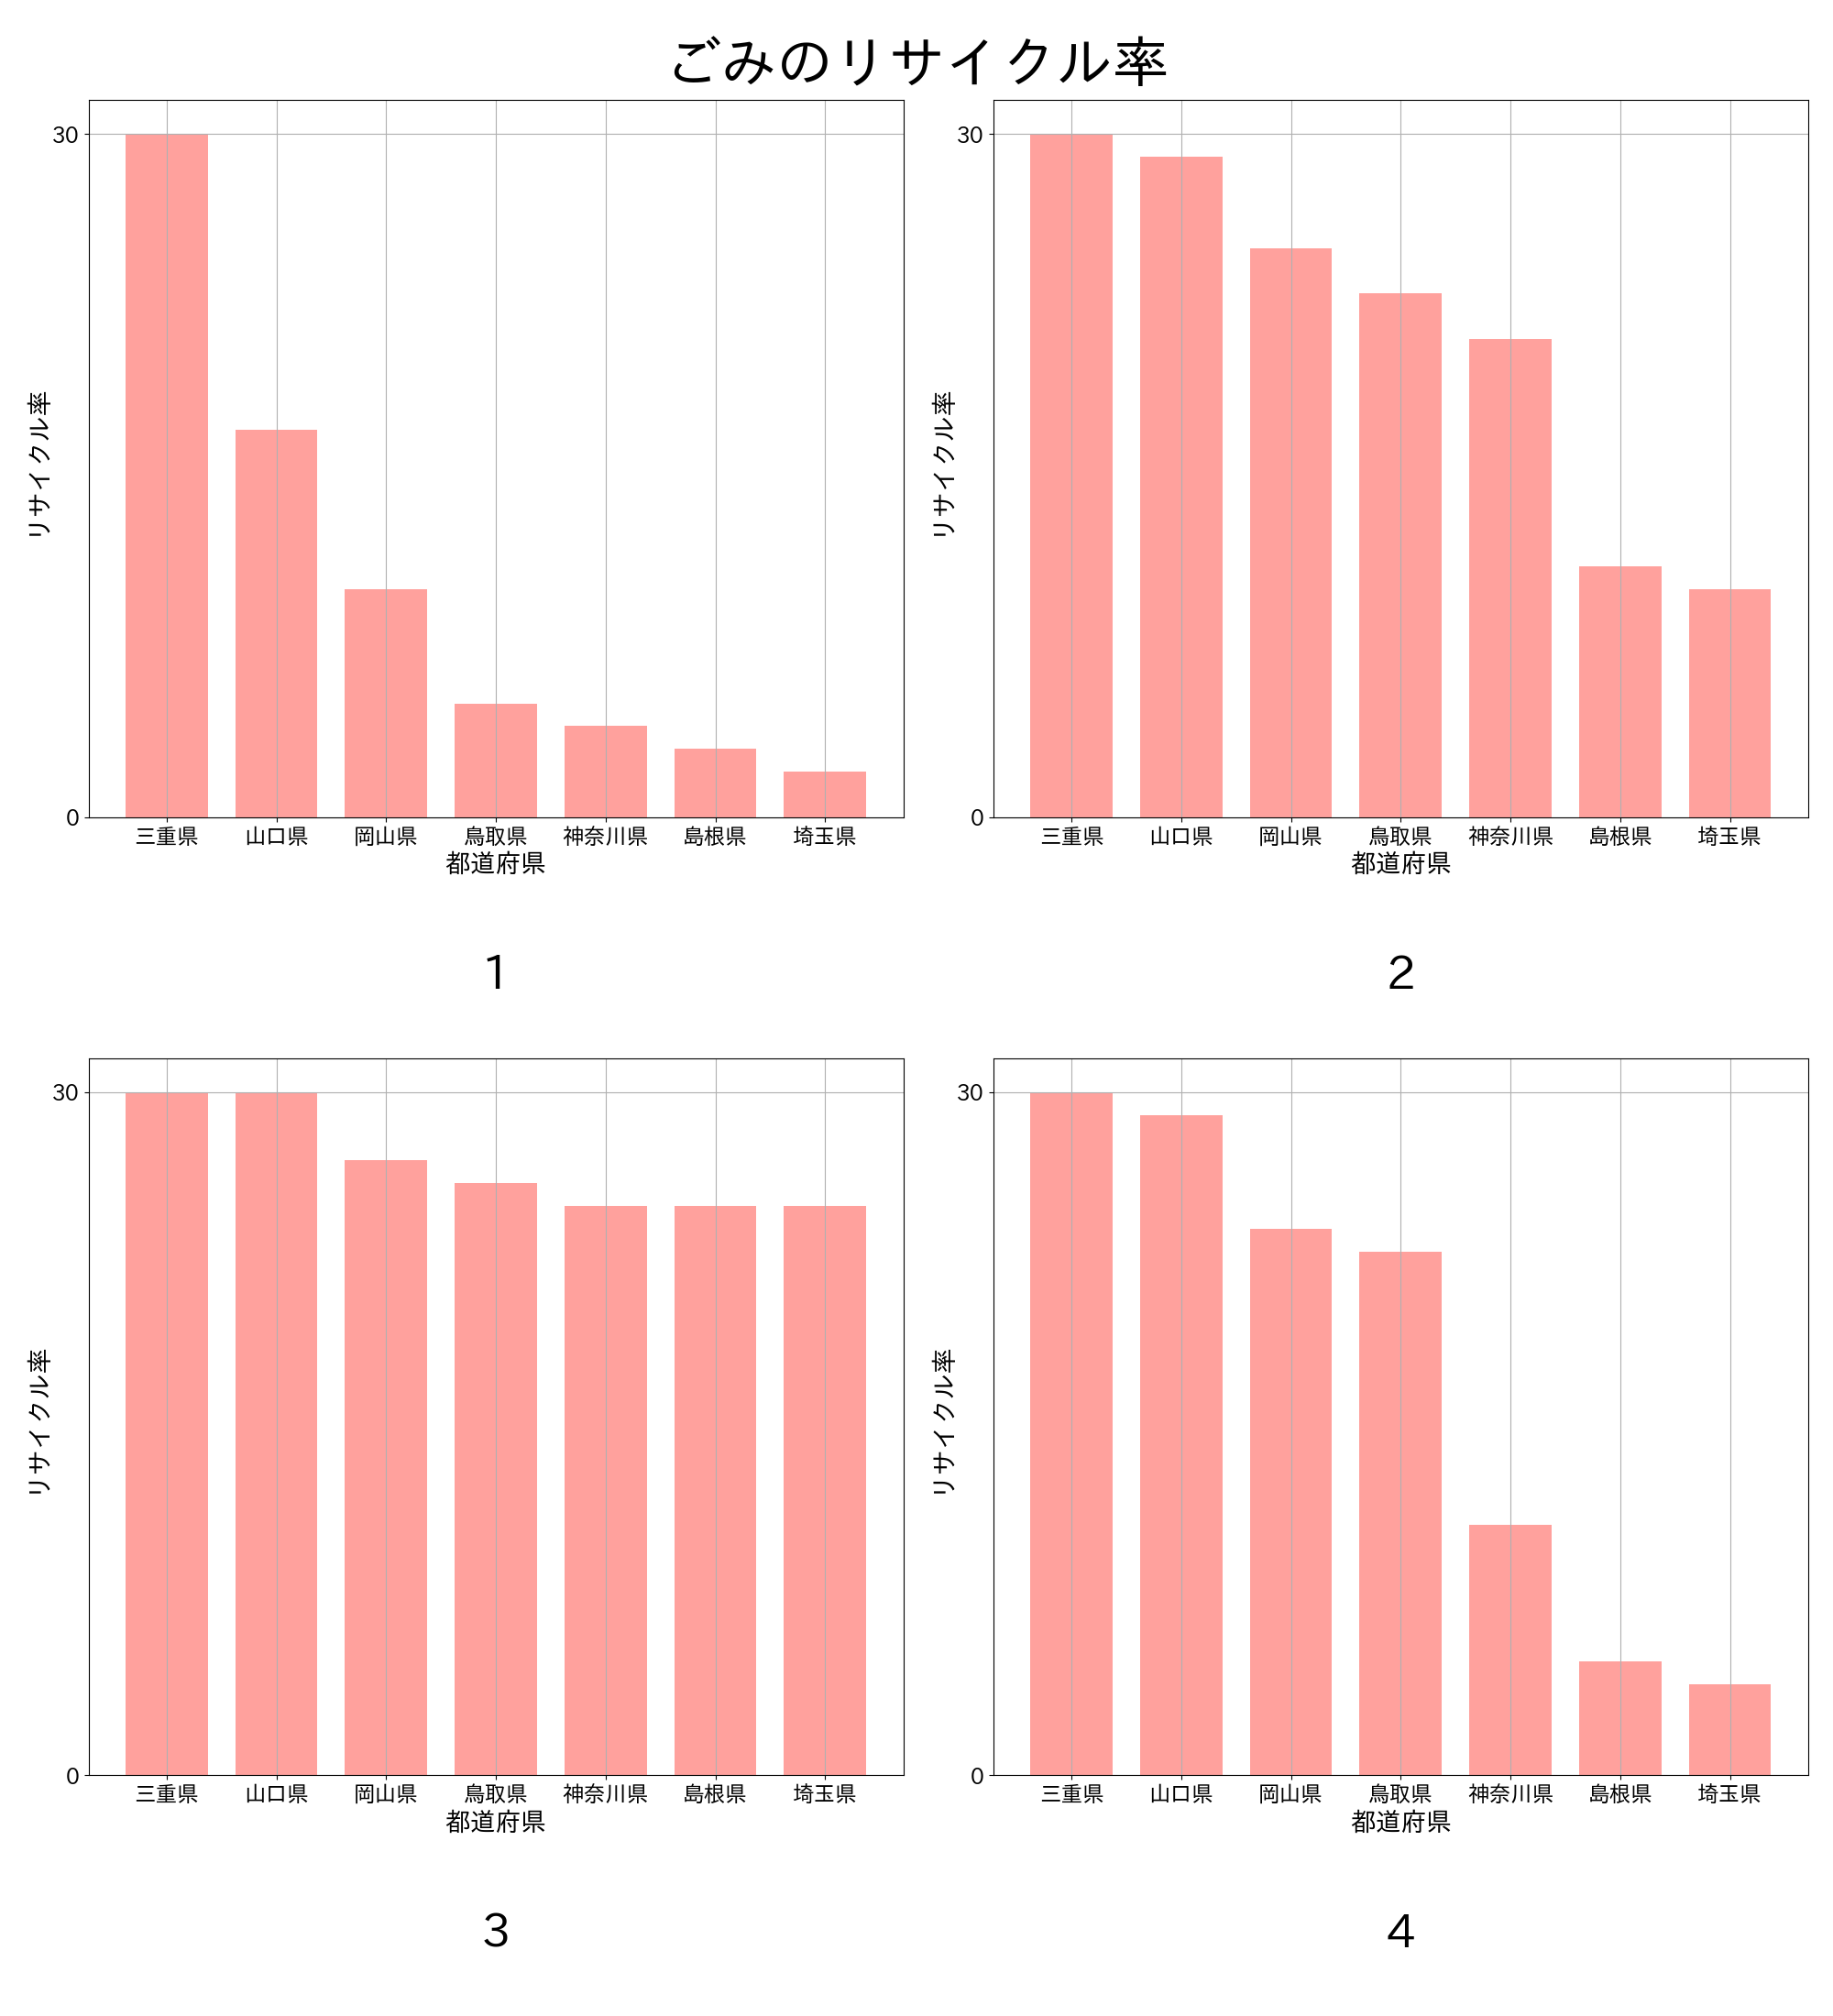 ごみのリサイクル率
30
0
リサイクル率
三重県 山口県 岡山県 鳥取県 神奈川県 島根県 埼玉県
都道府県
1
30
0
リサイクル率
三重県 山口県 岡山県 鳥取県 神奈川県 島根県 埼玉県
都道府県
2
30
0
リサイクル率
三重県 山口県 岡山県 鳥取県 神奈川県 島根県 埼玉県
都道府県
3
30
0
リサイクル率
三重県 山口県 岡山県 鳥取県 神奈川県 島根県 埼玉県
都道府県
4